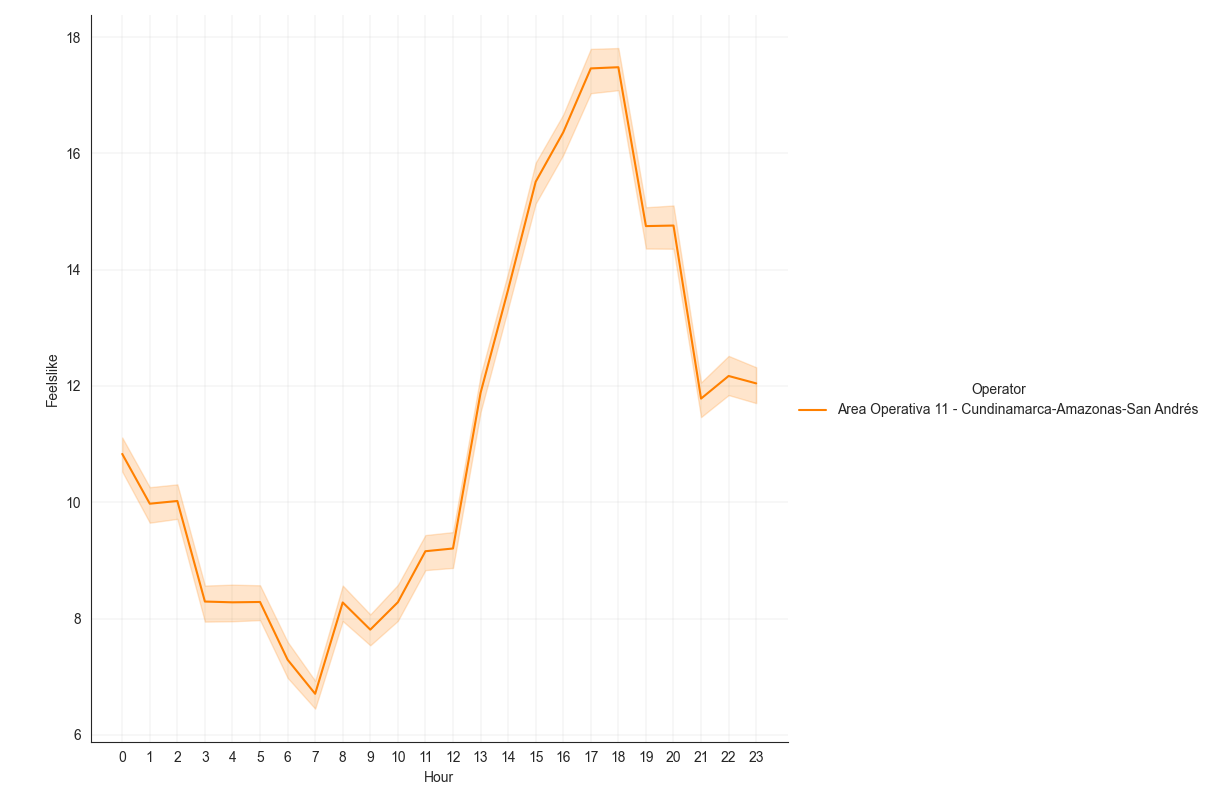 18
16
14
12
10
8
6
Feelslike
0 1 2 3 4 5 6 7 8 9 10 11 12 13 14 15 16 17 18 19 20 21 22 23
Hour
Operator
Area Operativa 11 - Cundinamarca-Amazonas-San Andrés